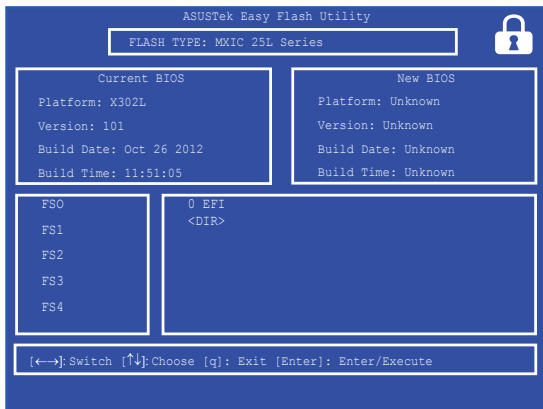 ASUSTek Easy Flash Utility
FLASH TYPE: MXIC 25L Series
Current BIOS
Platform: X302L
Version: 101
Build Date: Oct 26 2012
Build Time: 11:51:05
New BIOS
Platform: Unknown
Version: Unknown
Build Date: Unknown
Build Time: Unknown
FSO
FS1
FS2
FS3
FS4
0 EFI
<DIR>
[←→]: Switch [↑↓]: Choose [q]: Exit [Enter]: Enter/Execute